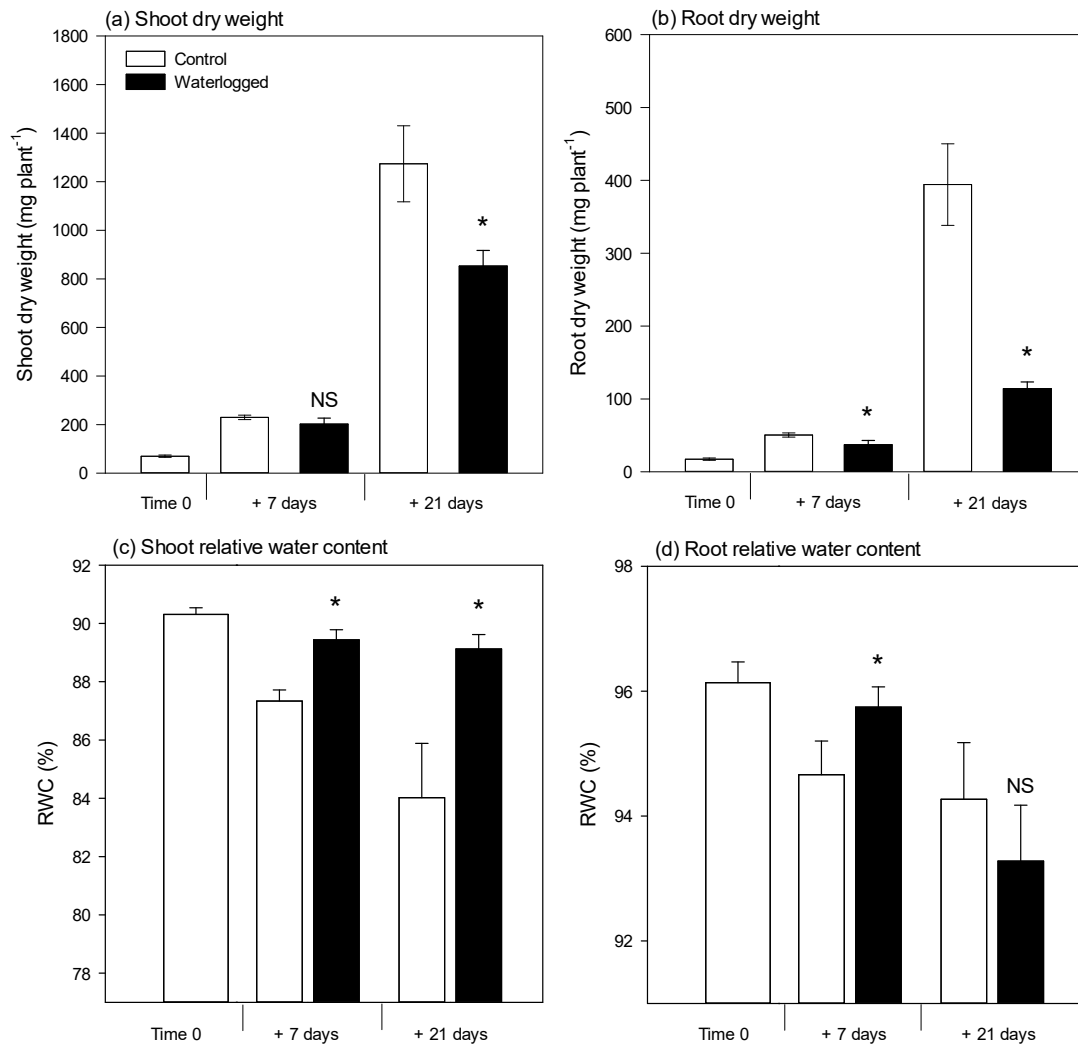 (a) Shoot dry weight
Shoot dry weight (mg plant⁻¹)
1800
1600
1400
1200
1000
800
600
400
200
0
Control
Waterlogged
NS
*
Time 0
+ 7 days
+ 21 days
(b) Root dry weight
Root dry weight (mg plant⁻¹)
600
500
400
300
200
100
0
*
*
Time 0
+ 7 days
+ 21 days
(c) Shoot relative water content
RWC (%)
92
90
88
86
84
82
80
78
*
*
Time 0
+ 7 days
+ 21 days
(d) Root relative water content
RWC (%)
98
96
94
92
*
NS
Time 0
+ 7 days
+ 21 days